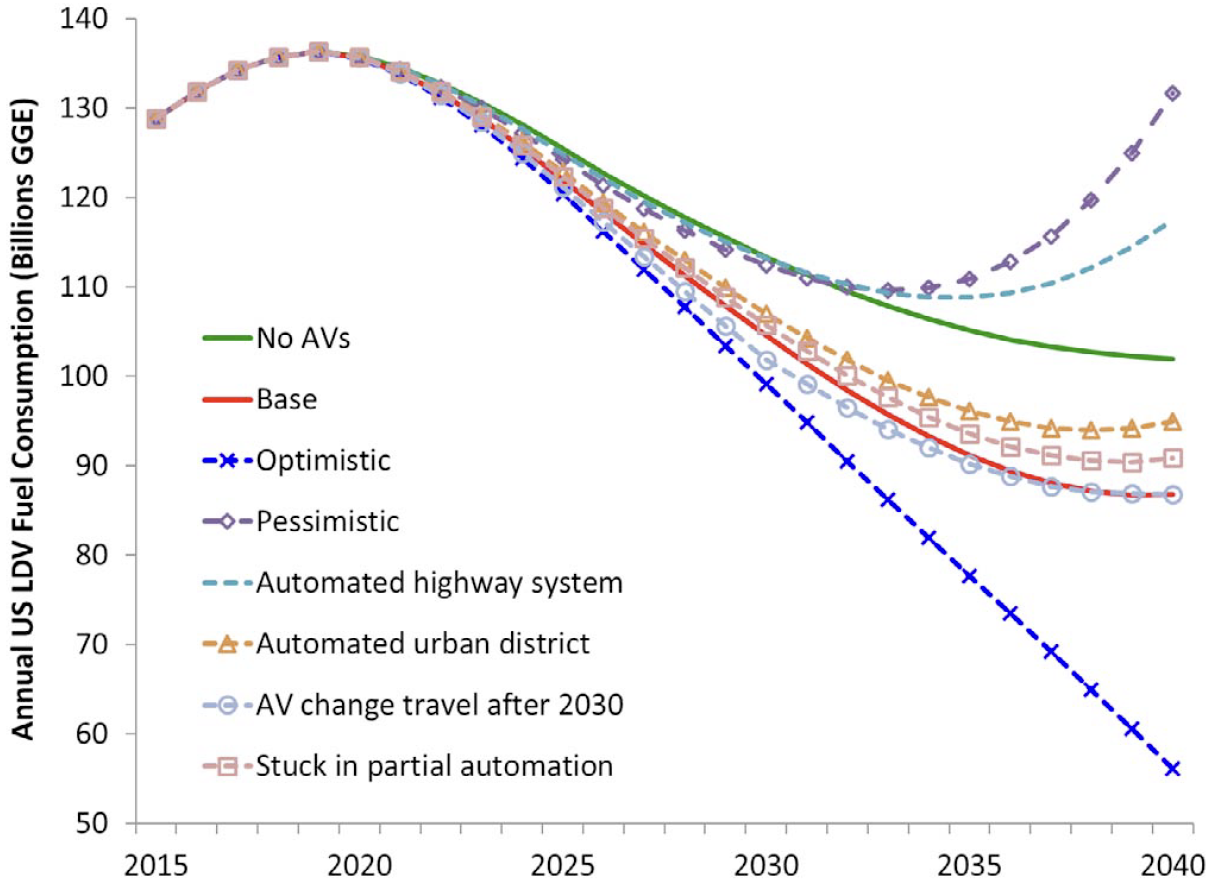 Annual US LDV Fuel Consumption (Billions GGE)
140
130
120
110
100
90
80
70
60
50
No AVs
Base
Optimistic
Pessimistic
Automated highway system
Automated urban district
AV change travel after 2030
Stuck in partial automation
2015 2020 2025 2030 2035 2040